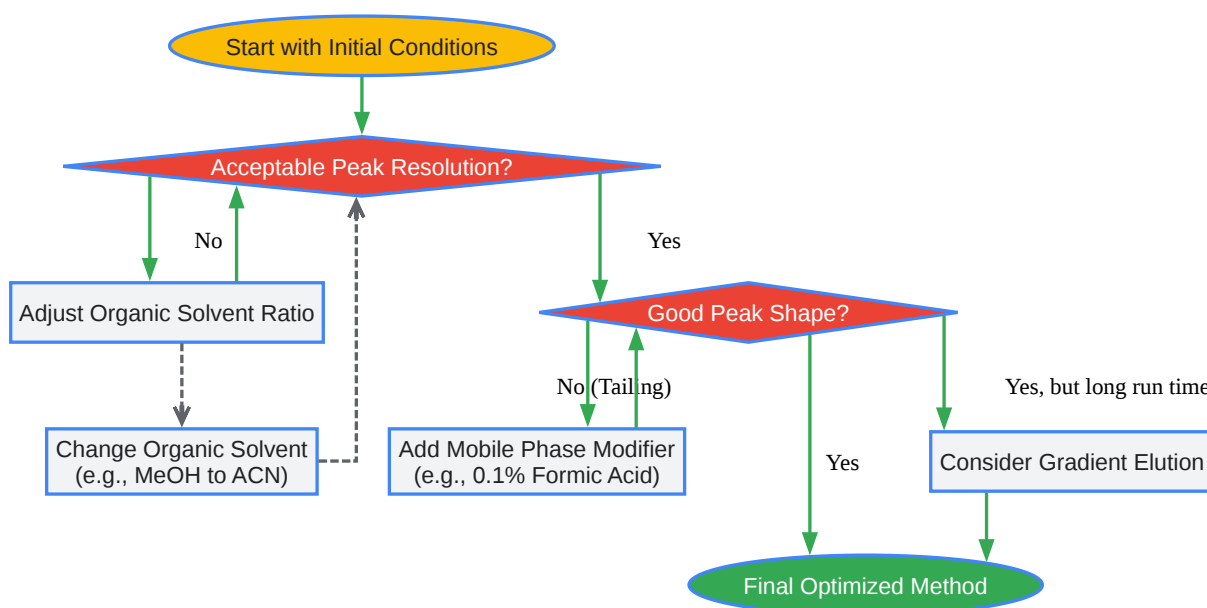 Start with Initial Conditions
Acceptable Peak Resolution?
No
Yes
Adjust Organic Solvent Ratio
Good Peak Shape?
No (Tailing)
Yes, but long run time
Change Organic Solvent
(e.g., MeOH to ACN)
Add Mobile Phase Modifier
(e.g., 0.1% Formic Acid)
Yes
Consider Gradient Elution
Final Optimized Method